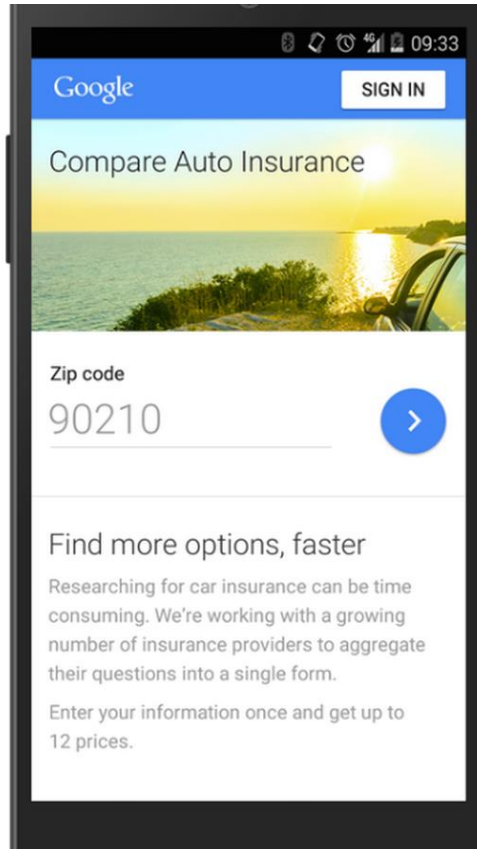 4G 09:33
Google SIGN IN
Compare Auto Insurance
Zip code
90210
Find more options, faster
Researching for car insurance can be time
consuming. We're working with a growing
number of insurance providers to aggregate
their questions into a single form.
Enter your information once and get up to
12 prices.